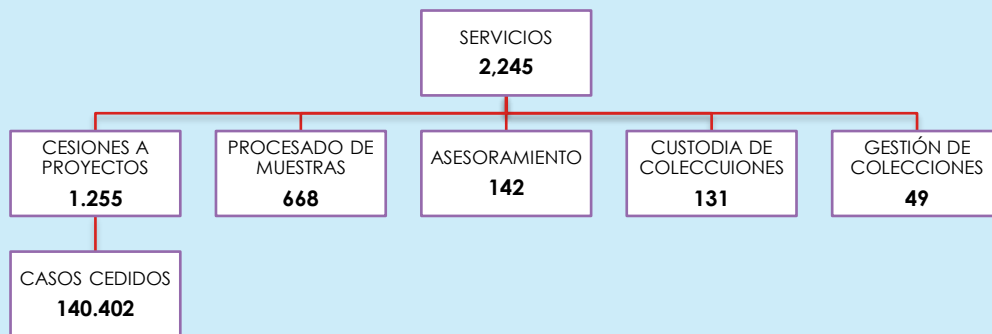 SERVICIOS
2,245
CESIONES A
PROYECTOS
1.255
PROCESADO DE
MUESTRAS
668
ASESORAMIENTO
142
CUSTODIA DE
COLECCUIONES
131
GESTIÓN DE
COLECCIONES
49
CASOS CEDIDOS
140.402